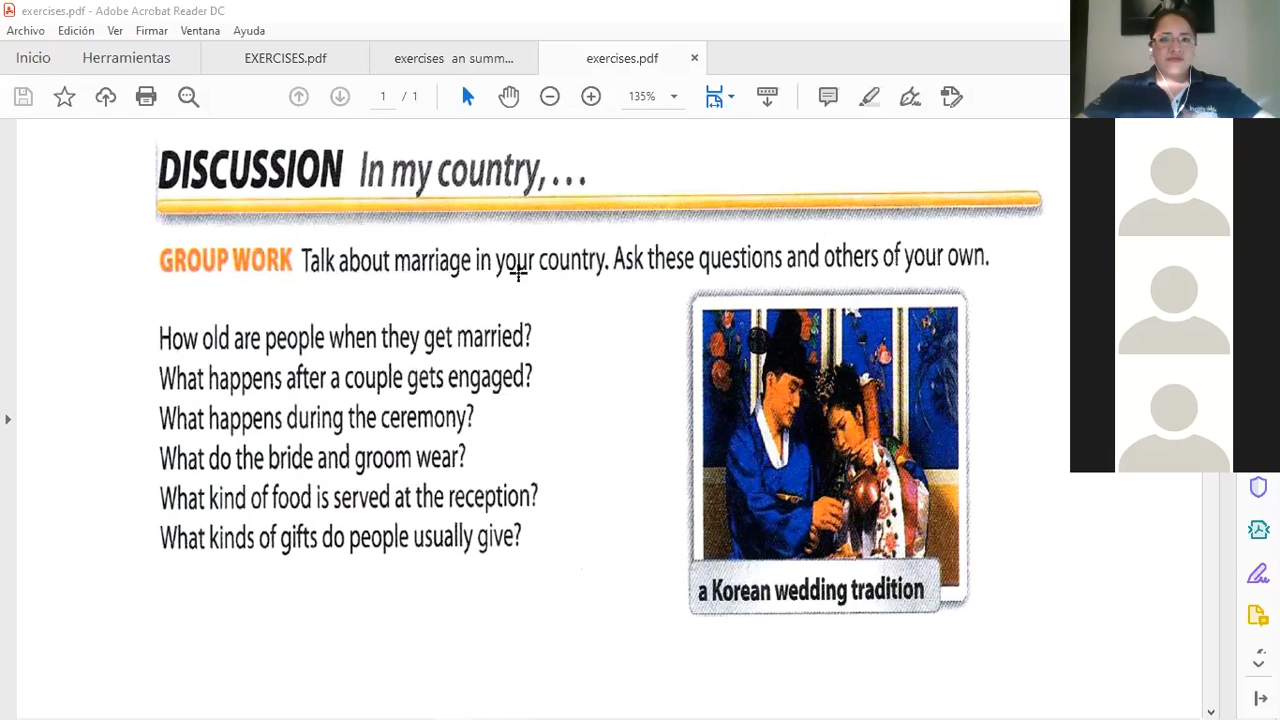 exercises.pdf - Adobe Acrobat Reader DC
Archivo Edición Ver Firmar Ventana Ayuda
Inicio Herramientas EXERCISES.pdf exercises an summ... exercises.pdf
1 / 1 135%
DISCUSSION In my country, . . .
GROUP WORK Talk about marriage in your country. Ask these questions and others of your own.
How old are people when they get married?
What happens after a couple gets engaged?
What happens during the ceremony?
What do the bride and groom wear?
What kind of food is served at the reception?
What kinds of gifts do people usually give?
a Korean wedding tradition